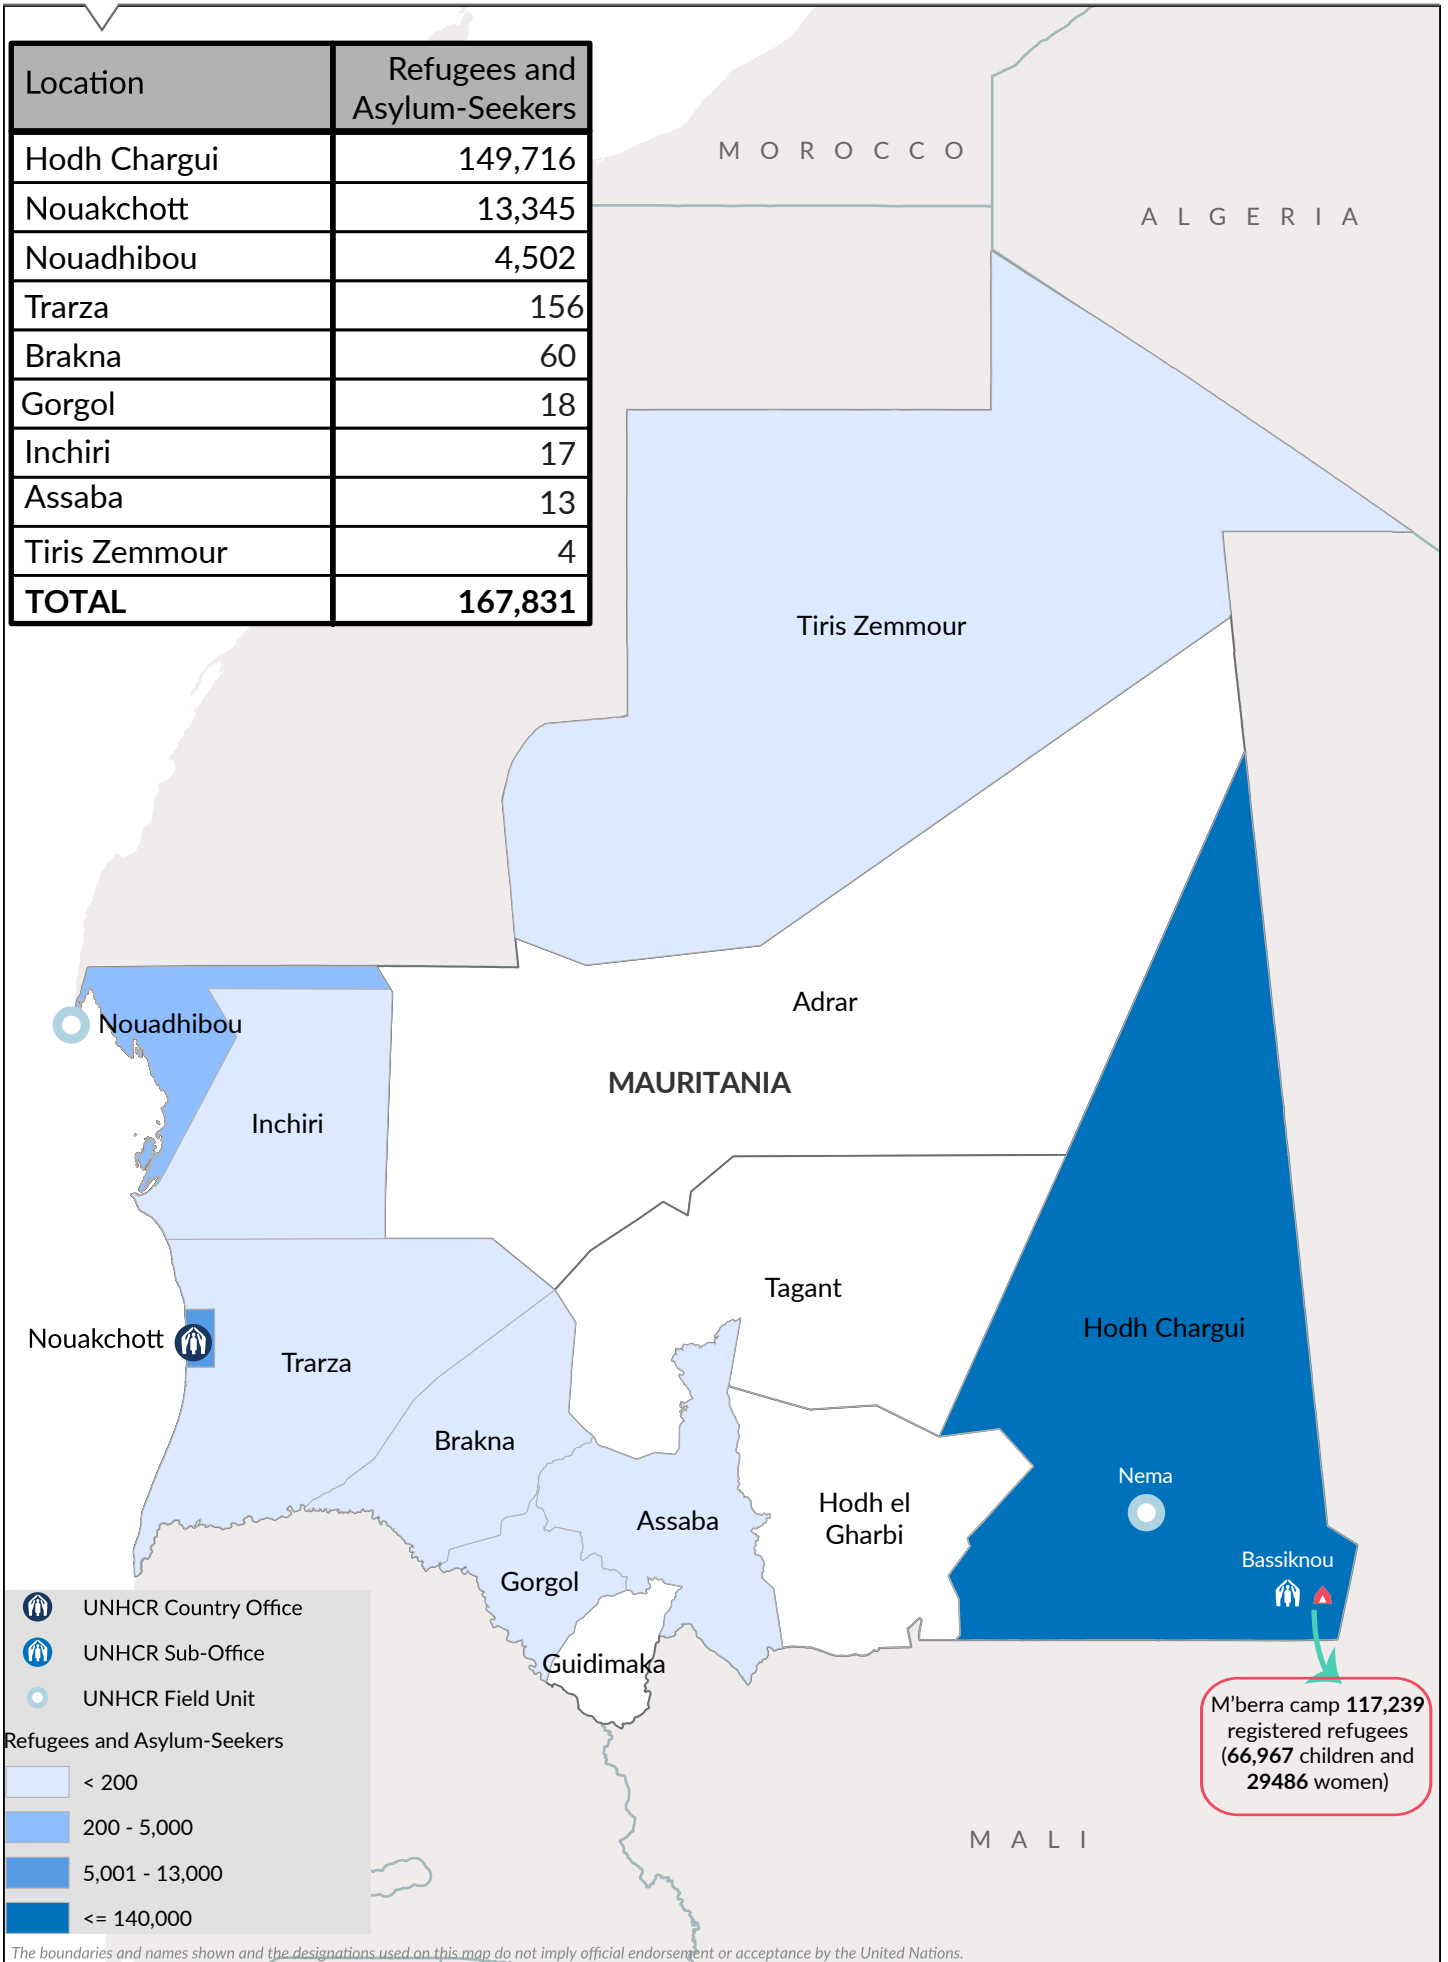 Location
Refugees and
Asylum-Seekers
Hodh Chargui 149,716
Nouakchott 13,345
Nouadhibou 4,502
Trarza 156
Brakna 60
Gorgol 18
Inchiri 17
Assaba 13
Tiris Zemmour 4
TOTAL 167,831
MOROCCO
ALGERIA
Tiris Zemmour
Adrar
Nouadhibou
MAURITANIA
Inchiri
Tagant
Hodh Chargui
Nouakchott
Trarza
Brakna
Nema
Hodh el
Gharbi
Assaba
Bassiknou
Gorgol
Guidimaka
UNHCR Country Office
UNHCR Sub-Office
UNHCR Field Unit
Refugees and Asylum-Seekers
< 200
200 - 5,000
5,001 - 13,000
<= 140,000
M'berra camp 117,239
registered refugees
(66,967 children and
29486 women)
MALI
The boundaries and names shown and the designations used on this map do not imply official endorsement or acceptance by the United Nations.